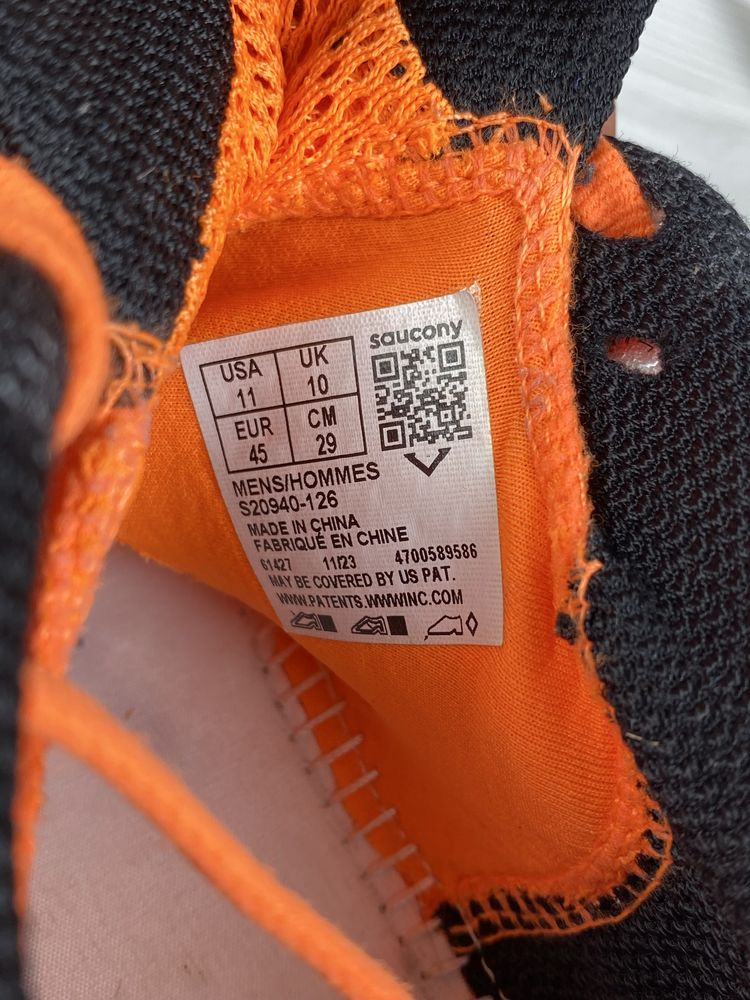 saucony
USA 11 UK 10
EUR 45 CM 29
MENS/HOMMES
S20940-126
MADE IN CHINA
FABRIQUÉ EN CHINE
61427 11/23 4700589586
MAY BE COVERED BY US PAT.
WWW.PATENTS.WWWINC.COM